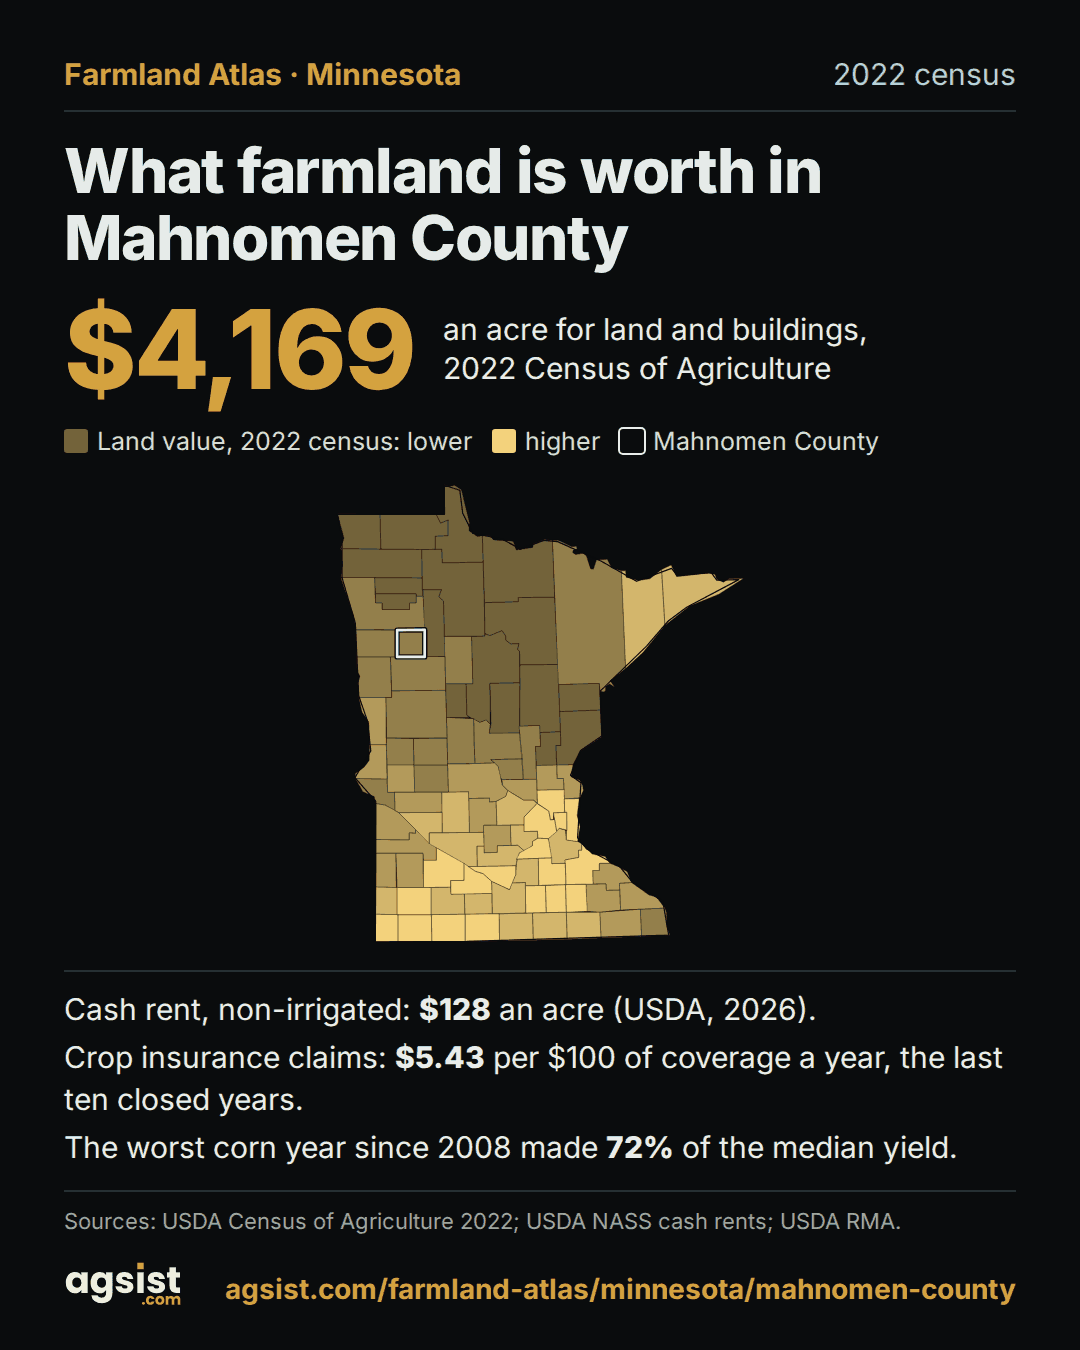 Farmland Atlas · Minnesota
2022 census
What farmland is worth in
Mahnomen County
$4,169
an acre for land and buildings,
2022 Census of Agriculture
Land value, 2022 census: lower
higher
Mahnomen County
Cash rent, non-irrigated: $128 an acre (USDA, 2026).
Crop insurance claims: $5.43 per $100 of coverage a year, the last
ten closed years.
The worst corn year since 2008 made 72% of the median yield.
Sources: USDA Census of Agriculture 2022; USDA NASS cash rents; USDA RMA.
agsist
.com
agsist.com/farmland-atlas/minnesota/mahnomen-county